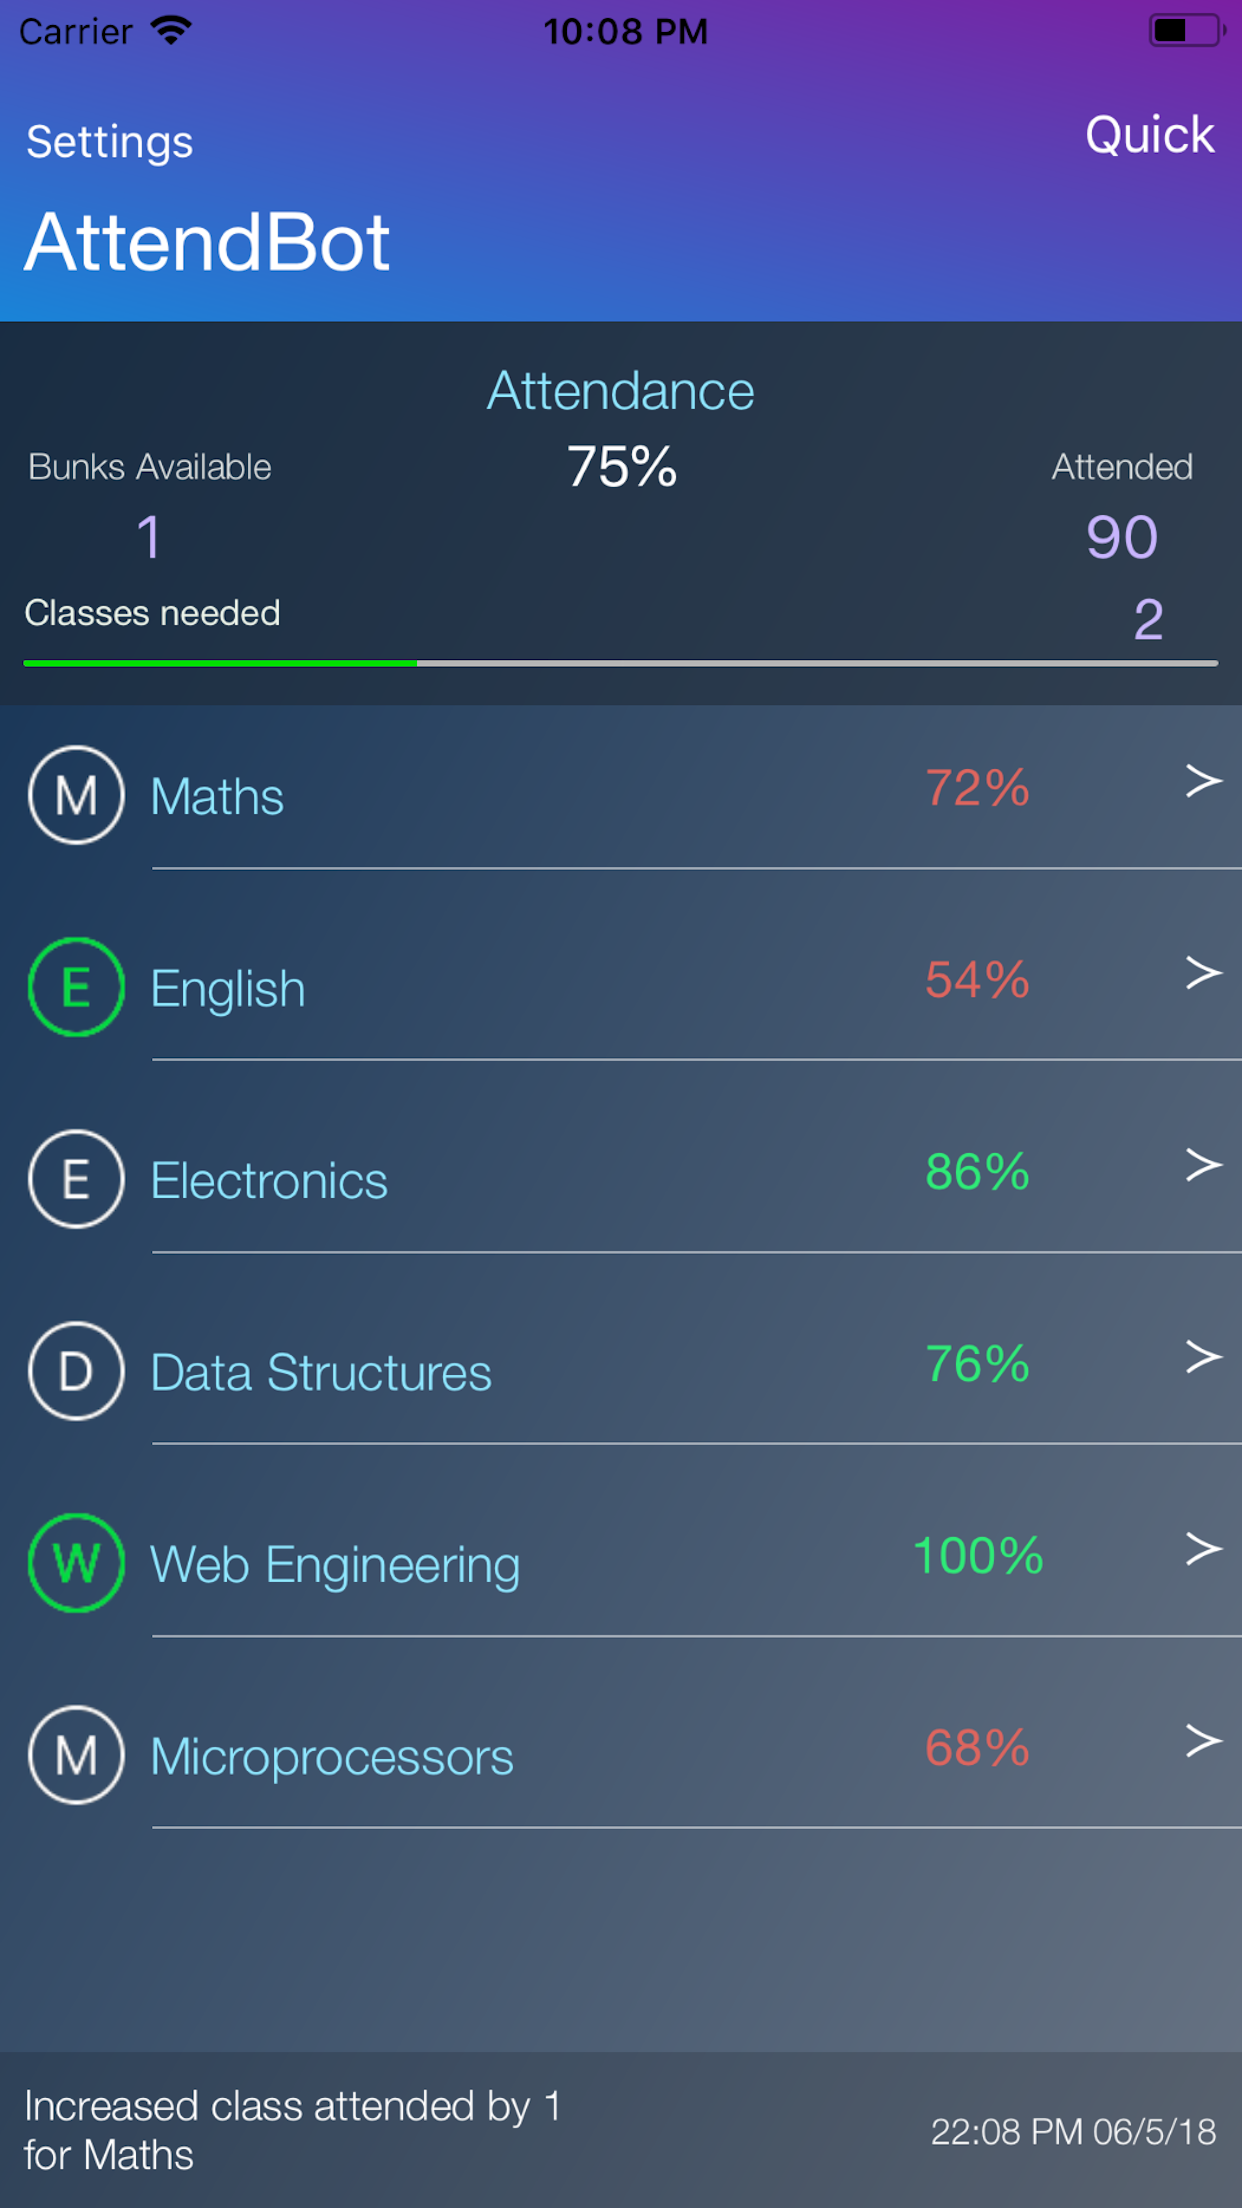 Carrier 10:08 PM
Settings Quick
AttendBot
Attendance
Bunks Available 75% Attended
1 90
Classes needed 2
M Maths 72% >
E English 54% >
E Electronics 86% >
D Data Structures 76% >
W Web Engineering 100% >
M Microprocessors 68% >
Increased class attended by 1
for Maths
22:08 PM 06/5/18